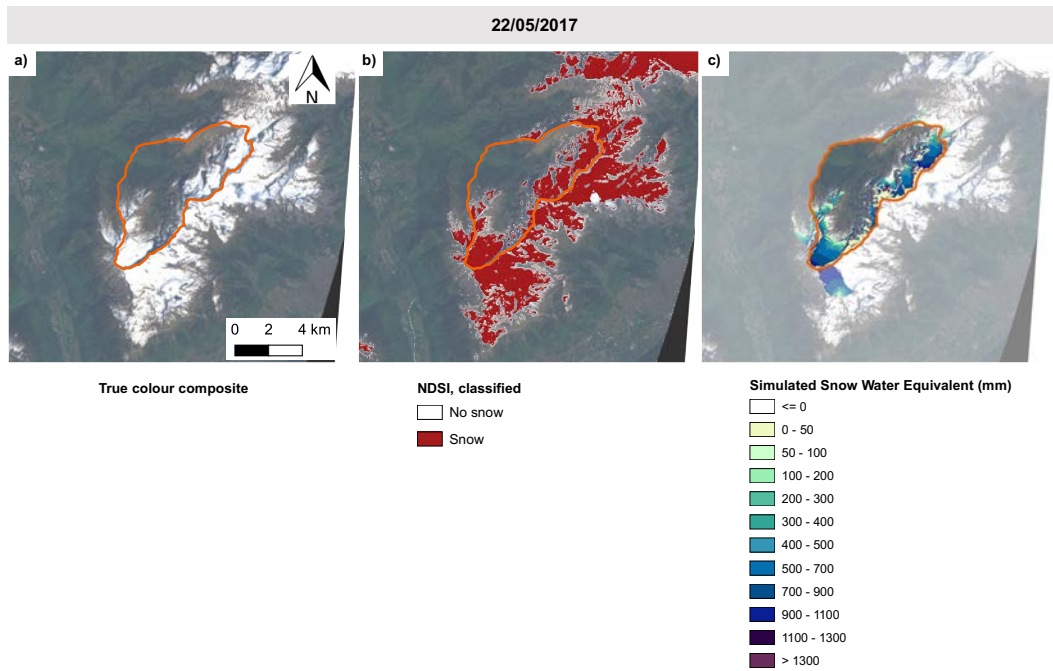 22/05/2017
a)
b)
c)
N
0 2 4 km
True colour composite
NDSI, classified
No snow
Snow
Simulated Snow Water Equivalent (mm)
<= 0
0 - 50
50 - 100
100 - 200
200 - 300
300 - 400
400 - 500
500 - 700
700 - 900
900 - 1100
1100 - 1300
> 1300